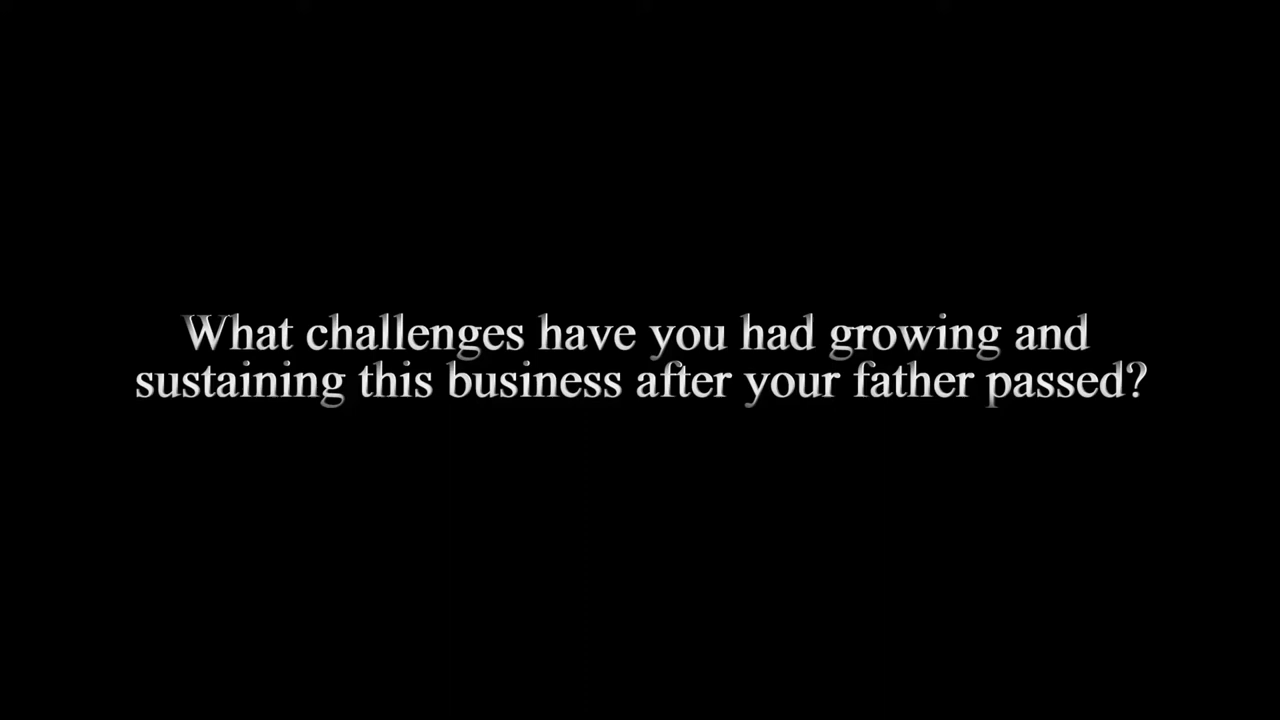 What challenges have you had growing and
sustaining this business after your father passed?